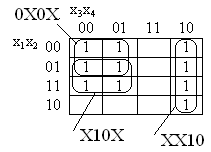 0X0X x₃x₄
00 01 11 10
x₁x₂ 00 1 1 1
01 1 1 1
11 1 1 1
10 1
X10X XX10